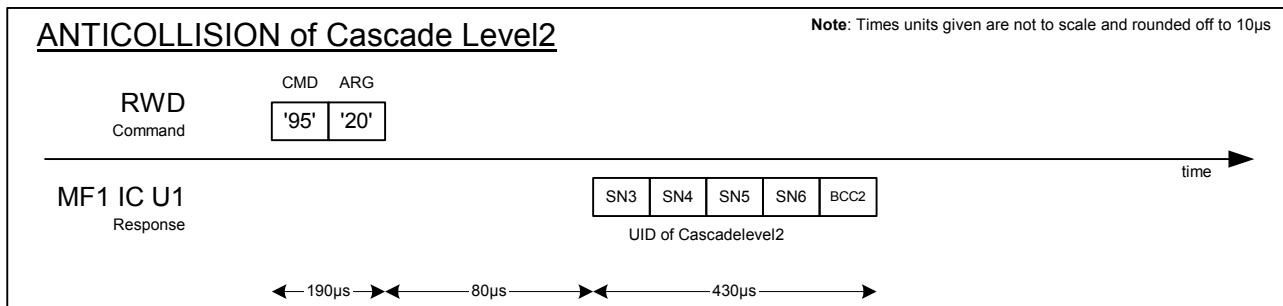 ANTICOLLISION of Cascade Level2
Note: Times units given are not to scale and rounded off to 10µs
CMD ARG
RWD
Command
'95' '20'
time
MF1 IC U1
Response
SN3 SN4 SN5 SN6 BCC2
UID of Cascadelevel2
190µs 80µs 430µs